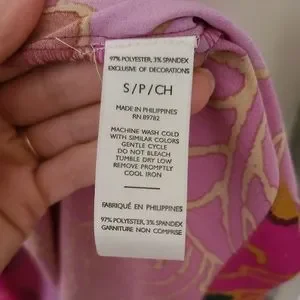 97% POLYESTER, 3% SPANDEX
EXCLUSIVE OF DECORATIONS
S/P/CH
MADE IN PHILIPPINES
RN 89782
MACHINE WASH COLD
WITH SIMILAR COLORS
GENTLE CYCLE
DO NOT BLEACH
TUMBLE DRY LOW
REMOVE PROMPTLY
COOL IRON
FABRIQUÉ EN PHILIPPINES
97% POLYESTER, 3% SPANDEX
GARNITURE NON COMPRIS